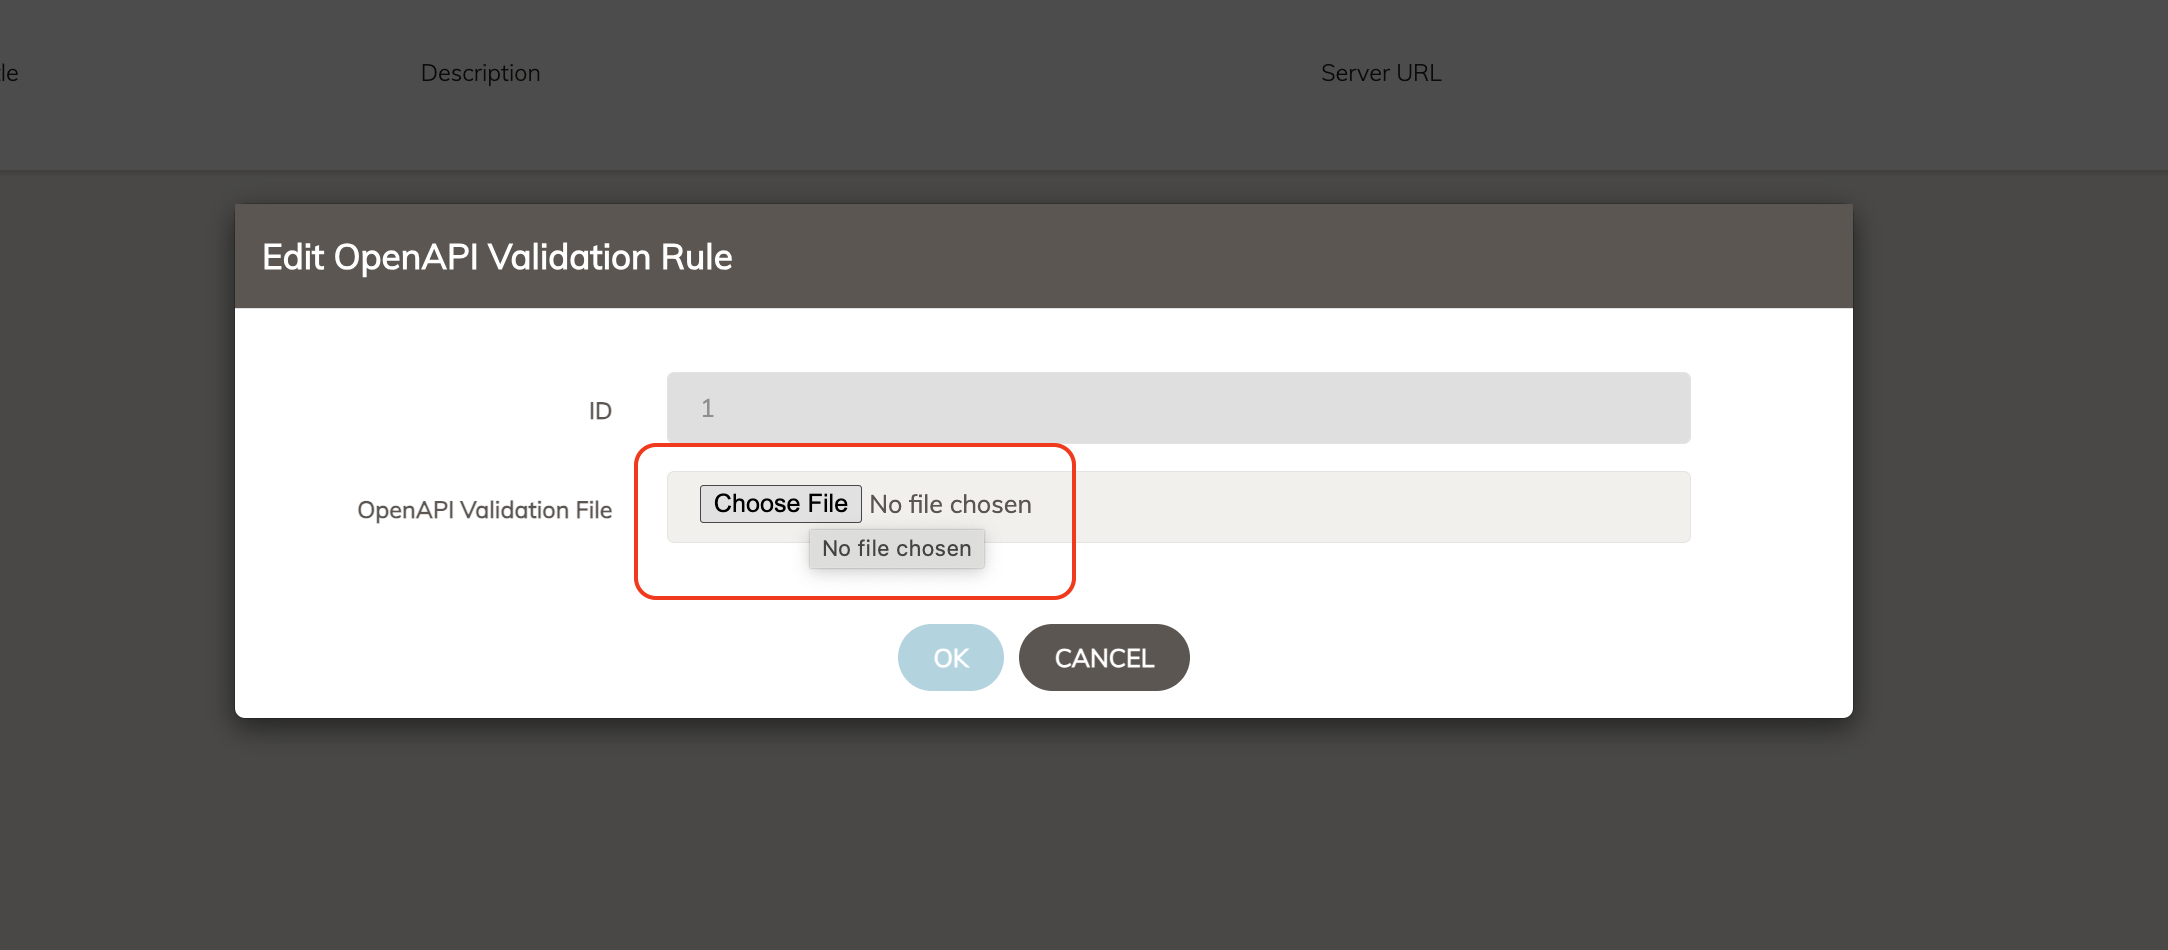 le
Description
Server URL
Edit OpenAPI Validation Rule
ID
1
OpenAPI Validation File
Choose File No file chosen
No file chosen
OK
CANCEL